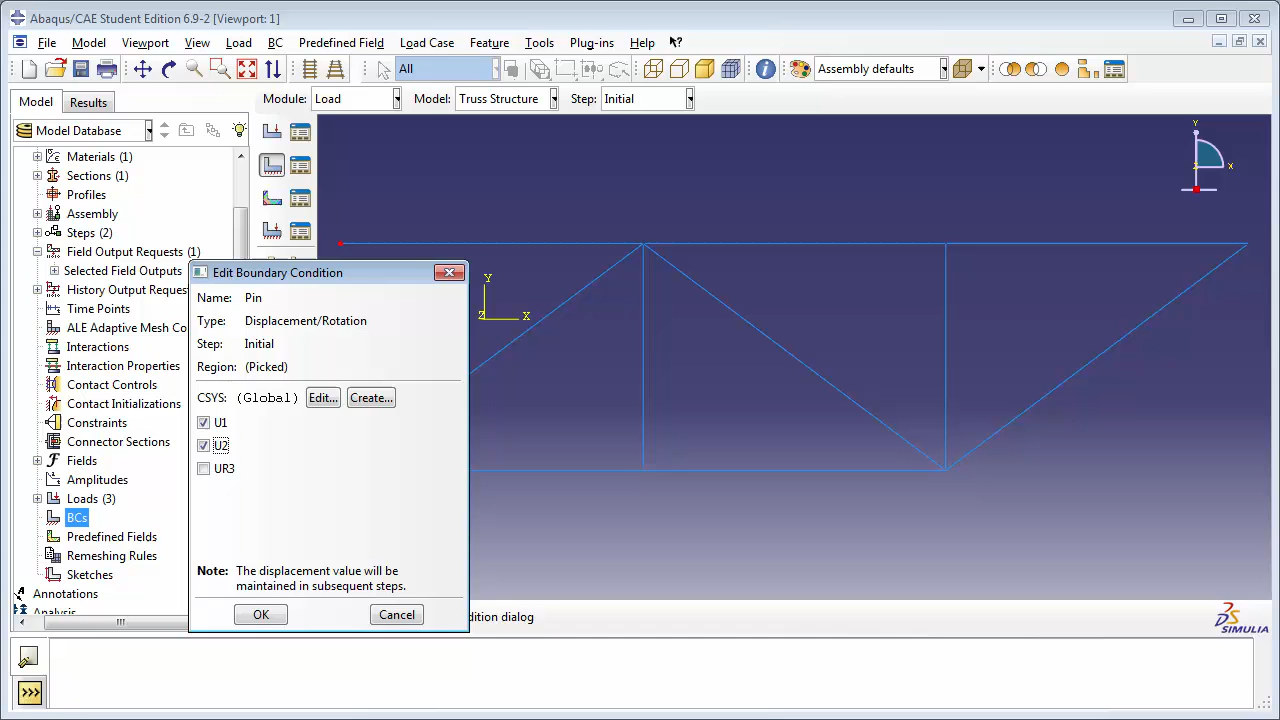 Abaqus/CAE Student Edition 6.9-2 [Viewport: 1]
File Model Viewport View Load BC Predefined Field Load Case Feature Tools Plug-ins Help
All
Assembly defaults
Model Results
Module: Load Model: Truss Structure Step: Initial
Model Database
Materials (1)
Sections (1)
Profiles
Assembly
Steps (2)
Field Output Requests (1)
Selected Field Outputs
History Output Reques
Time Points
ALE Adaptive Mesh Co
Interactions
Interaction Properties
Contact Controls
Contact Initializations
Constraints
Connector Sections
Fields
Amplitudes
Loads (3)
BCs
Predefined Fields
Remeshing Rules
Sketches
Annotations
Analysis
Edit Boundary Condition
Name: Pin
Type: Displacement/Rotation
Step: Initial
Region: (Picked)
CSYS: (Global) Edit... Create...
U1
U2
UR3
Note: The displacement value will be
maintained in subsequent steps.
OK Cancel
dition dialog
Y
X
Z
Y
X
Z
SIMULIA
>>>